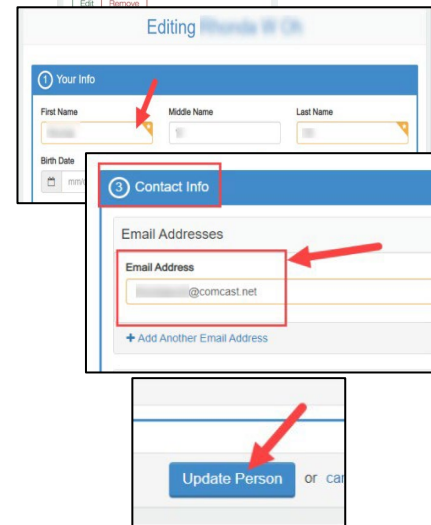 Edit | Remove
Editing
1 Your Info
First Name Middle Name Last Name
Birth Date
3 Contact Info
Email Addresses
Email Address
@comcast.net
+ Add Another Email Address
Update Person or